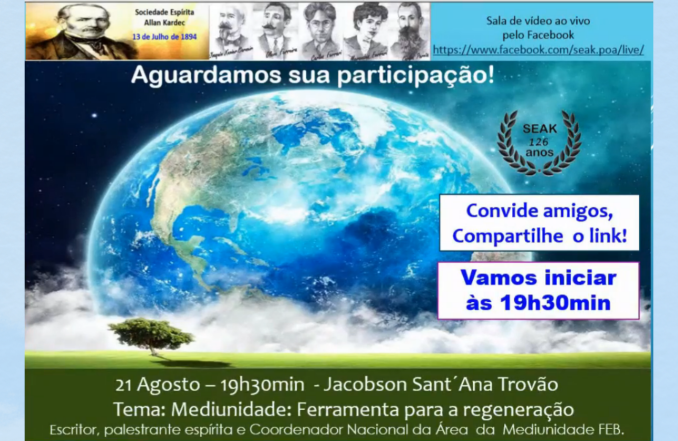 Sociedade Espírita
Allan Kardec
13 de Julho de 1894
Sala de vídeo ao vivo
pelo Facebook
https://www.facebook.com/seak.poa/live/
Aguardamos sua participação!
SEAK
126
anos
Convide amigos,
Compartilhe o link!
Vamos iniciar
às 19h30min
21 Agosto – 19h30min - Jacobson Sant´Ana Trovão
Tema: Mediunidade: Ferramenta para a regeneração
Escritor, palestrante espírita e Coordenador Nacional da Área da Mediunidade FEB.